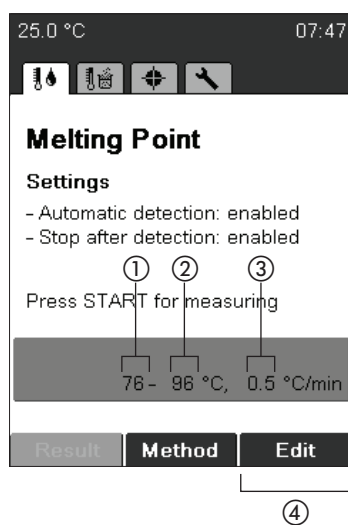 25.0 °C 07:47
Melting Point
Settings
- Automatic detection: enabled
- Stop after detection: enabled
① ② ③
Press START for measuring
76 - 96 °C, 0.5 °C/min
Result Method Edit
④